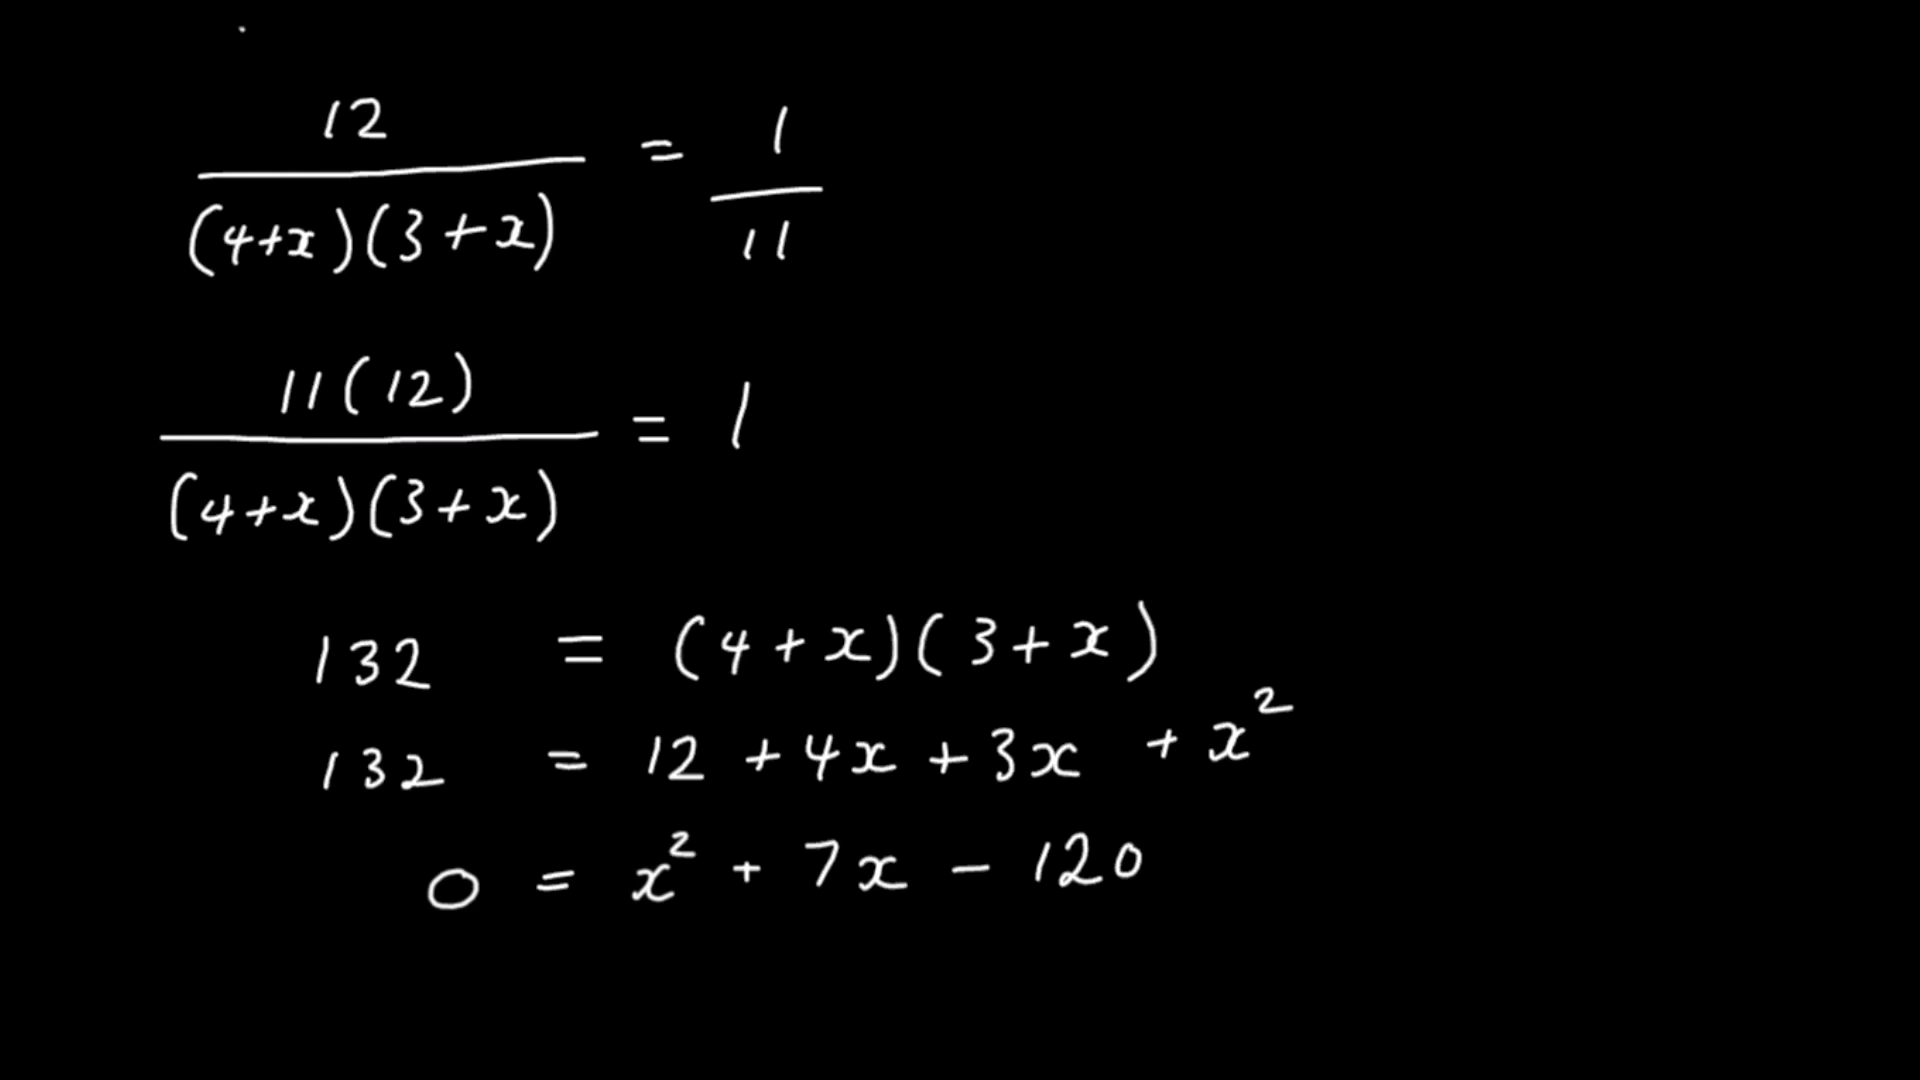 12/((4+x)(3+x)) = 1/11
11(12)/((4+x)(3+x)) = 1
132 = (4+x)(3+x)
132 = 12 + 4x + 3x + x²
0 = x² + 7x - 120